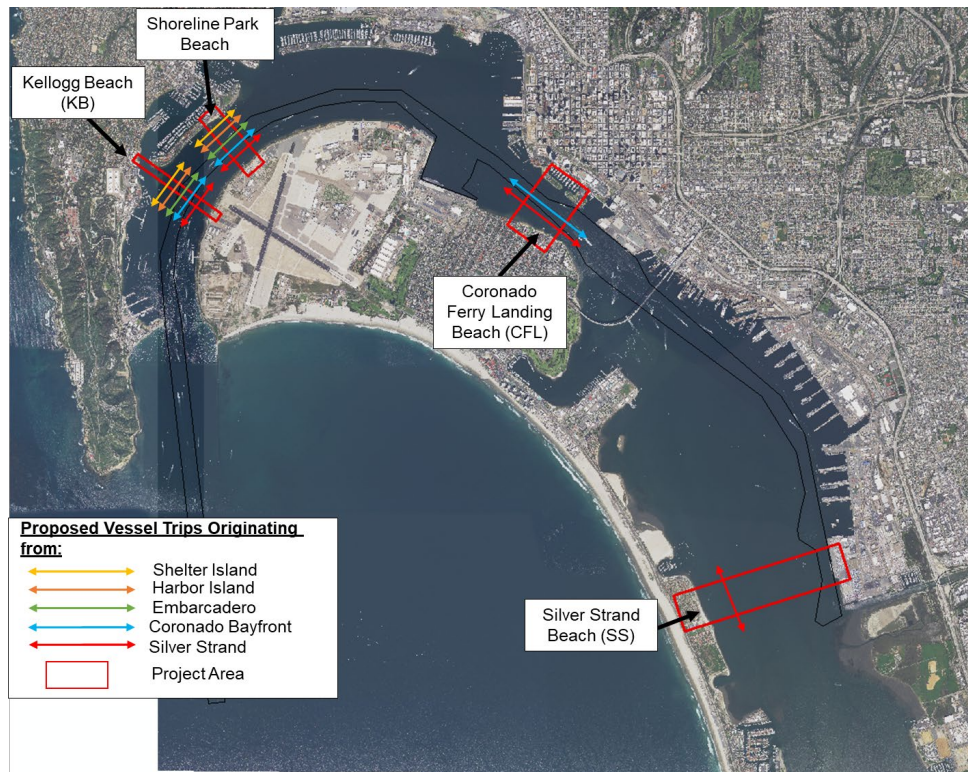 Shoreline Park
Beach
Kellogg Beach
(KB)
Coronado
Ferry Landing
Beach (CFL)
Silver Strand
Beach (SS)
Proposed Vessel Trips Originating
from:
Shelter Island
Harbor Island
Embarcadero
Coronado Bayfront
Silver Strand
Project Area